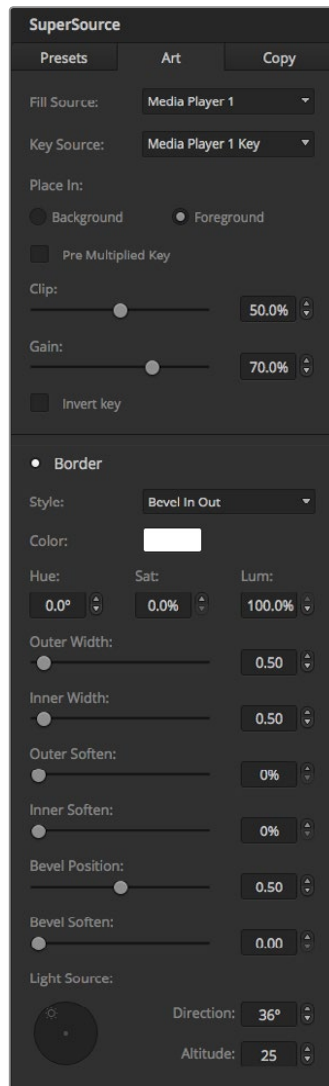 SuperSource
Presets Art Copy
Fill Source: Media Player 1
Key Source: Media Player 1 Key
Place In:
Background Foreground
Pre Multiplied Key
Clip:
50.0%
Gain:
70.0%
Invert key
Border
Style: Bevel In Out
Color:
Hue: Sat: Lum:
0.0° 0.0% 100.0%
Outer Width:
0.50
Inner Width:
0.50
Outer Soften:
0%
Inner Soften:
0%
Bevel Position:
0.50
Bevel Soften:
0.00
Light Source:
Direction: 36°
Altitude: 25